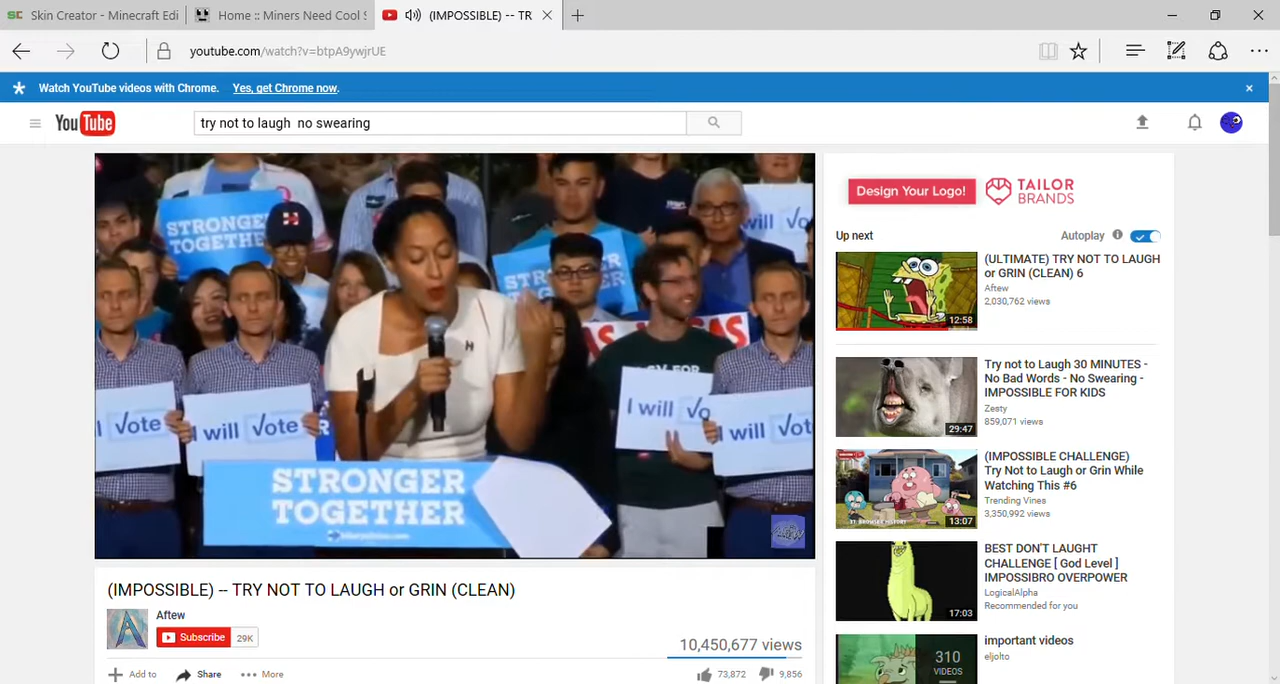 SC Skin Creator - Minecraft Edi
Home :: Miners Need Cool S
(IMPOSSIBLE) -- TR
youtube.com/watch?v=btpA9ywjrUE
Watch YouTube videos with Chrome. Yes, get Chrome now.
YouTube
try not to laugh no swearing
STRONGER
TOGETHER
will Vo
STRONGER
TOGETHER
I Vote
I will Vote
I will Vo
I will Vot
STRONGER
TOGETHER
Design Your Logo!
TAILOR
BRANDS
Up next
Autoplay
(ULTIMATE) TRY NOT TO LAUGH
or GRIN (CLEAN) 6
Aftew
2,030,762 views
12:58
Try not to Laugh 30 MINUTES -
No Bad Words - No Swearing -
IMPOSSIBLE FOR KIDS
Zesty
859,071 views
29:47
(IMPOSSIBLE CHALLENGE)
Try Not to Laugh or Grin While
Watching This #6
Trending Vines
3,350,992 views
13:07
BEST DON'T LAUGHT
CHALLENGE [ God Level ]
IMPOSSIBRO OVERPOWER
LogicalAlpha
Recommended for you
17:03
important videos
eljolto
310
VIDEOS
(IMPOSSIBLE) -- TRY NOT TO LAUGH or GRIN (CLEAN)
Aftew
Subscribe 29K
10,450,677 views
Add to
Share
More
73,872
9,856